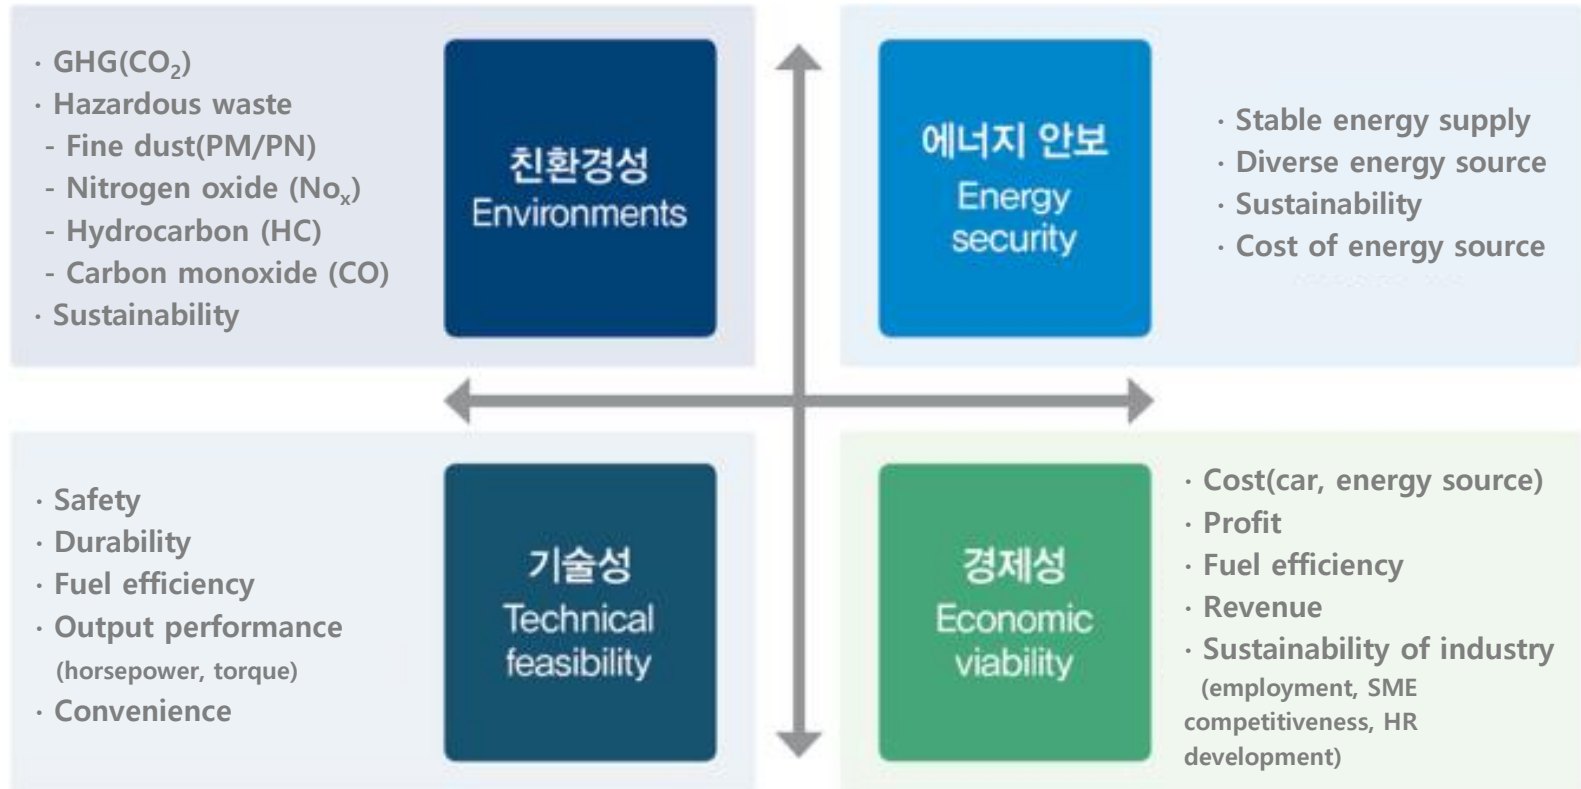 · GHG(CO₂)
· Hazardous waste
- Fine dust(PM/PN)
- Nitrogen oxide (Noₓ)
- Hydrocarbon (HC)
- Carbon monoxide (CO)
· Sustainability
친환경성
Environments
에너지 안보
Energy
security
· Stable energy supply
· Diverse energy source
· Sustainability
· Cost of energy source
· Safety
· Durability
· Fuel efficiency
· Output performance
(horsepower, torque)
· Convenience
기술성
Technical
feasibility
경제성
Economic
viability
· Cost(car, energy source)
· Profit
· Fuel efficiency
· Revenue
· Sustainability of industry
(employment, SME
competitiveness, HR
development)